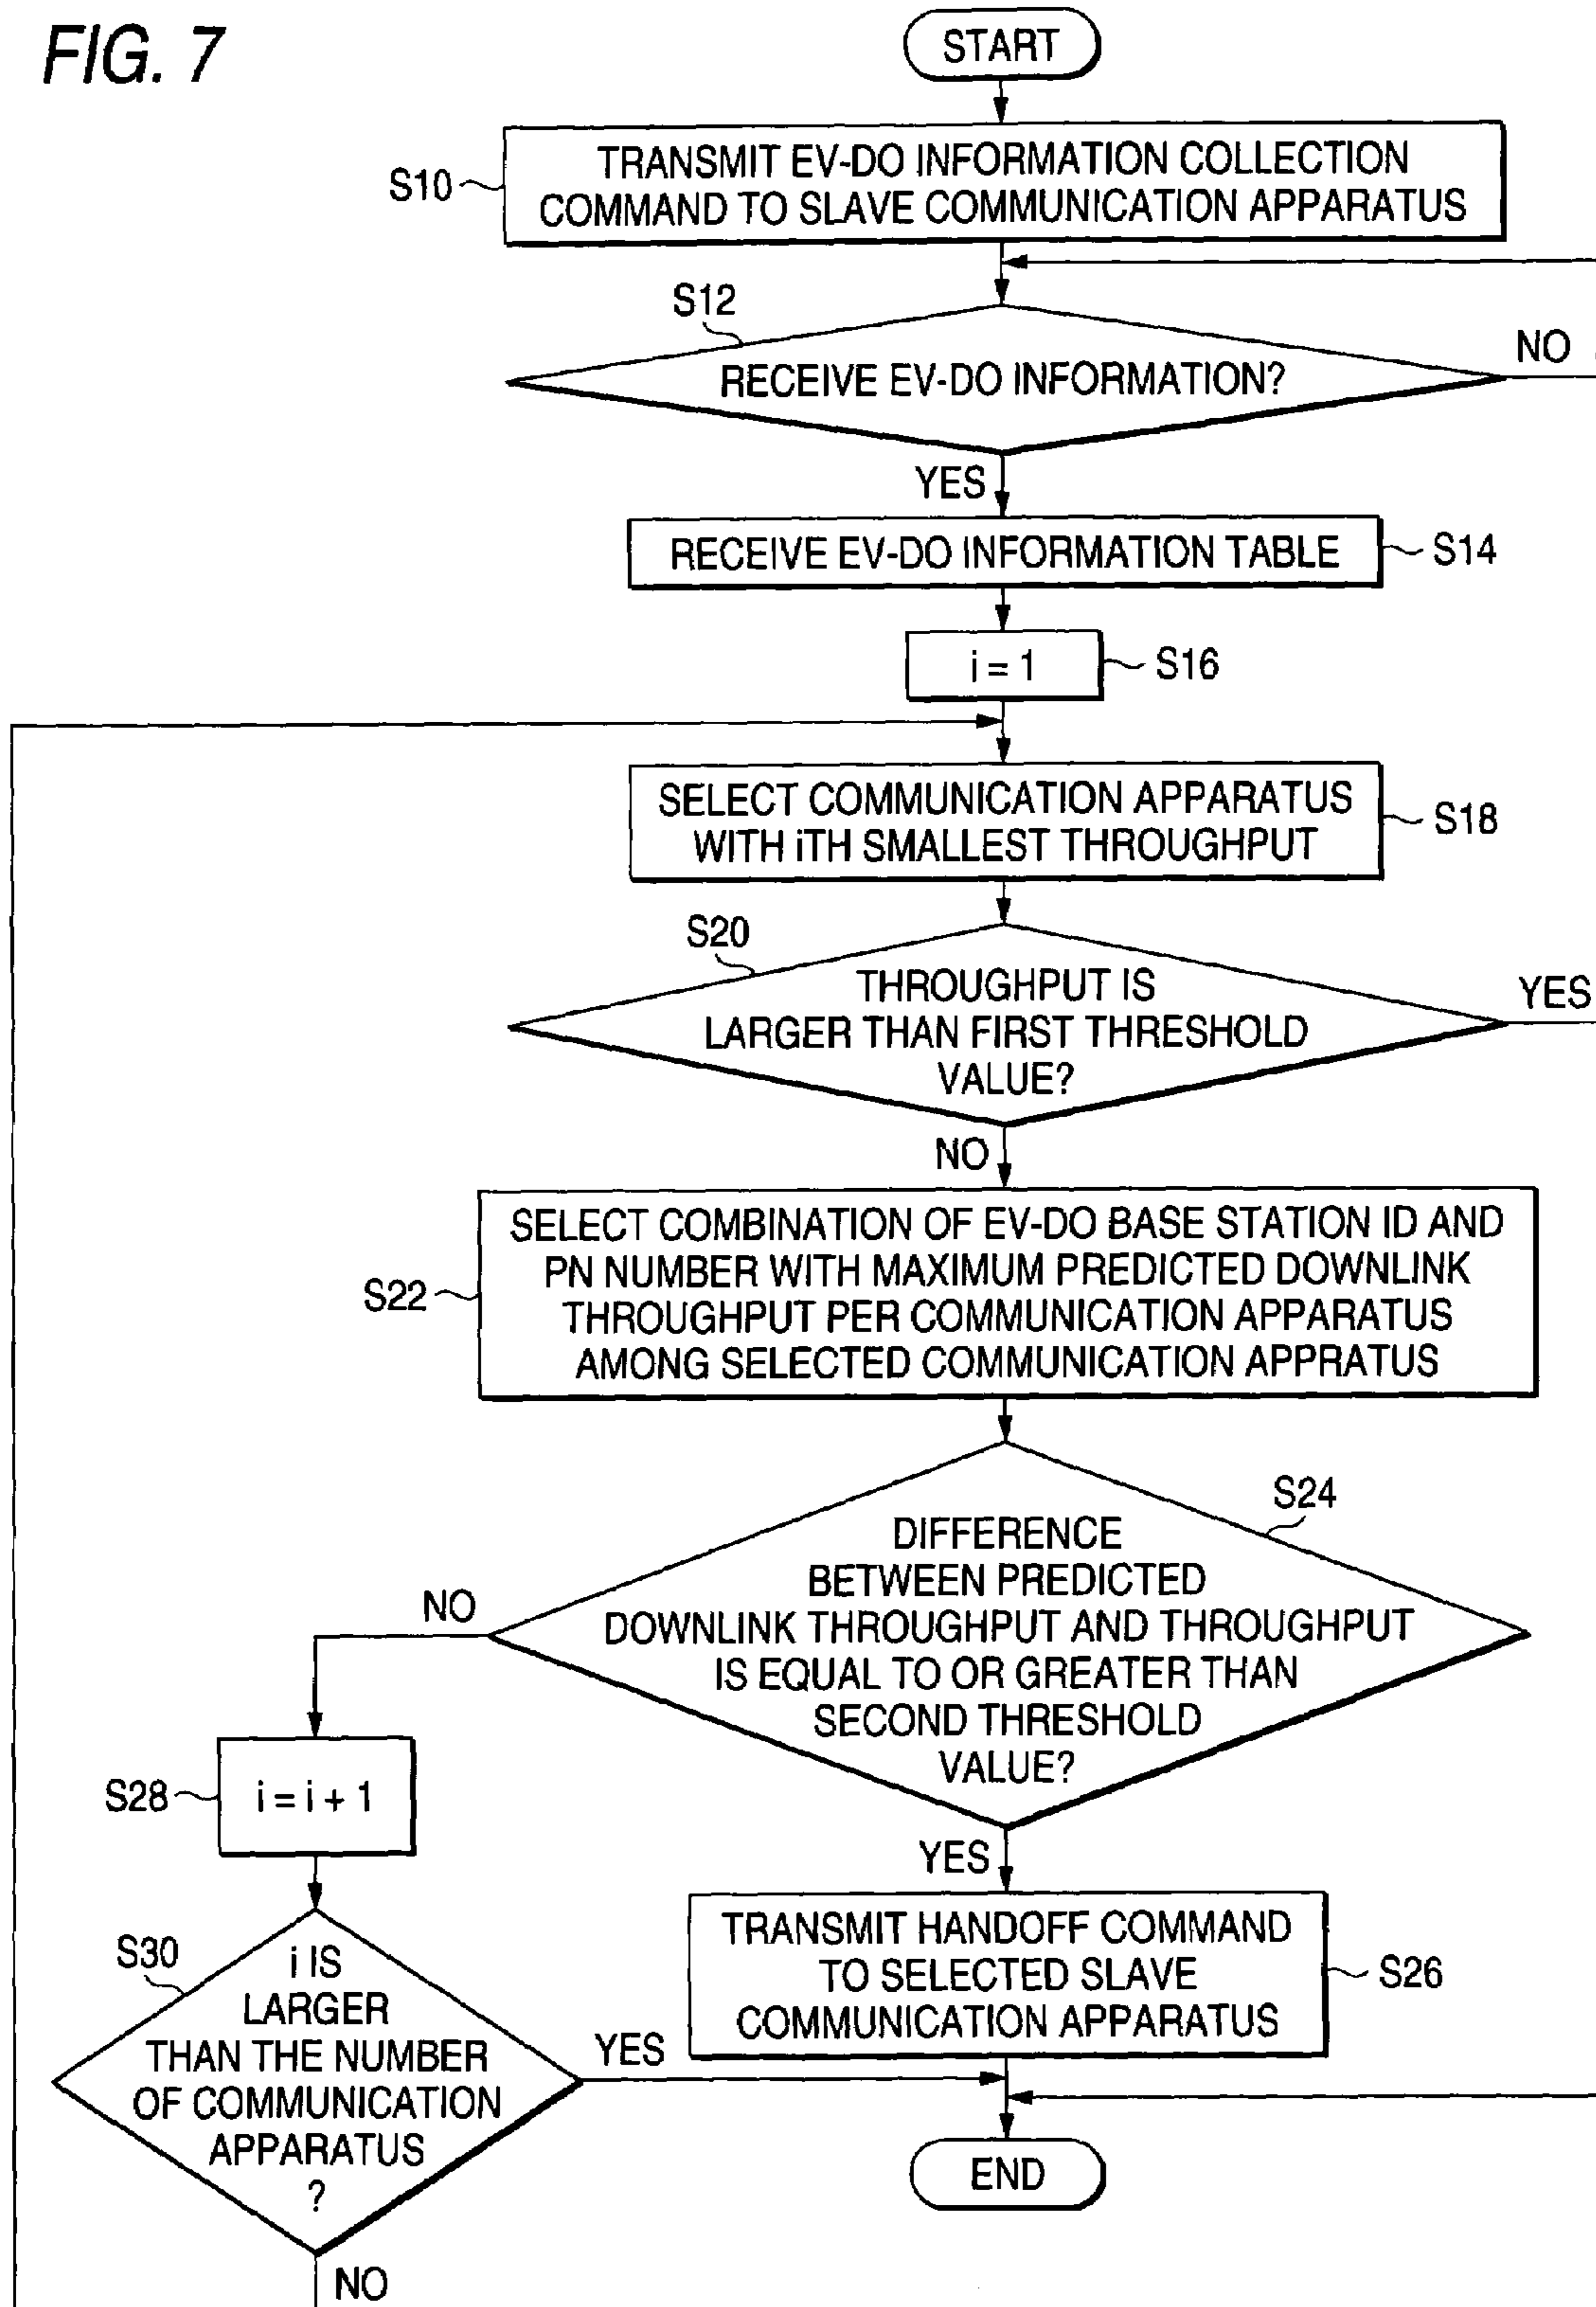 FIG. 7
START
S10
TRANSMIT EV-DO INFORMATION COLLECTION
COMMAND TO SLAVE COMMUNICATION APPARATUS
S12
RECEIVE EV-DO INFORMATION?
NO
YES
RECEIVE EV-DO INFORMATION TABLE
S14
i = 1
S16
SELECT COMMUNICATION APPARATUS
WITH iTH SMALLEST THROUGHPUT
S18
S20
THROUGHPUT IS
LARGER THAN FIRST THRESHOLD
VALUE?
YES
NO
S22
SELECT COMBINATION OF EV-DO BASE STATION ID AND
PN NUMBER WITH MAXIMUM PREDICTED DOWNLINK
THROUGHPUT PER COMMUNICATION APPARATUS
AMONG SELECTED COMMUNICATION APPRATUS
S24
DIFFERENCE
BETWEEN PREDICTED
DOWNLINK THROUGHPUT AND THROUGHPUT
IS EQUAL TO OR GREATER THAN
SECOND THRESHOLD
VALUE?
NO
S28
i = i + 1
YES
TRANSMIT HANDOFF COMMAND
TO SELECTED SLAVE
COMMUNICATION APPARATUS
S26
S30
i IS
LARGER
THAN THE NUMBER
OF COMMUNICATION
APPARATUS
?
YES
END
NO